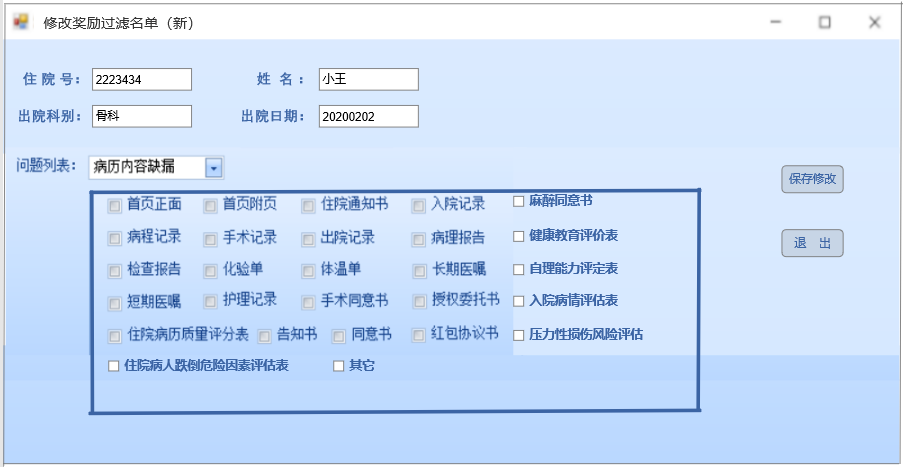 修改奖励过滤名单（新）
住 院 号： 2223434 姓 名： 小王
出院科别： 骨科 出院日期： 20200202
问题列表： 病历内容缺漏
保存修改
首页正面 首页附页 住院通知书 入院记录 麻醉同意书
退 出
病程记录 手术记录 出院记录 病理报告 健康教育评价表
检查报告 化验单 体温单 长期医嘱 自理能力评定表
短期医嘱 护理记录 手术同意书 授权委托书 入院病情评估表
住院病历质量评分表 告知书 同意书 红包协议书 压力性损伤风险评估
住院病人跌倒危险因素评估表 其它